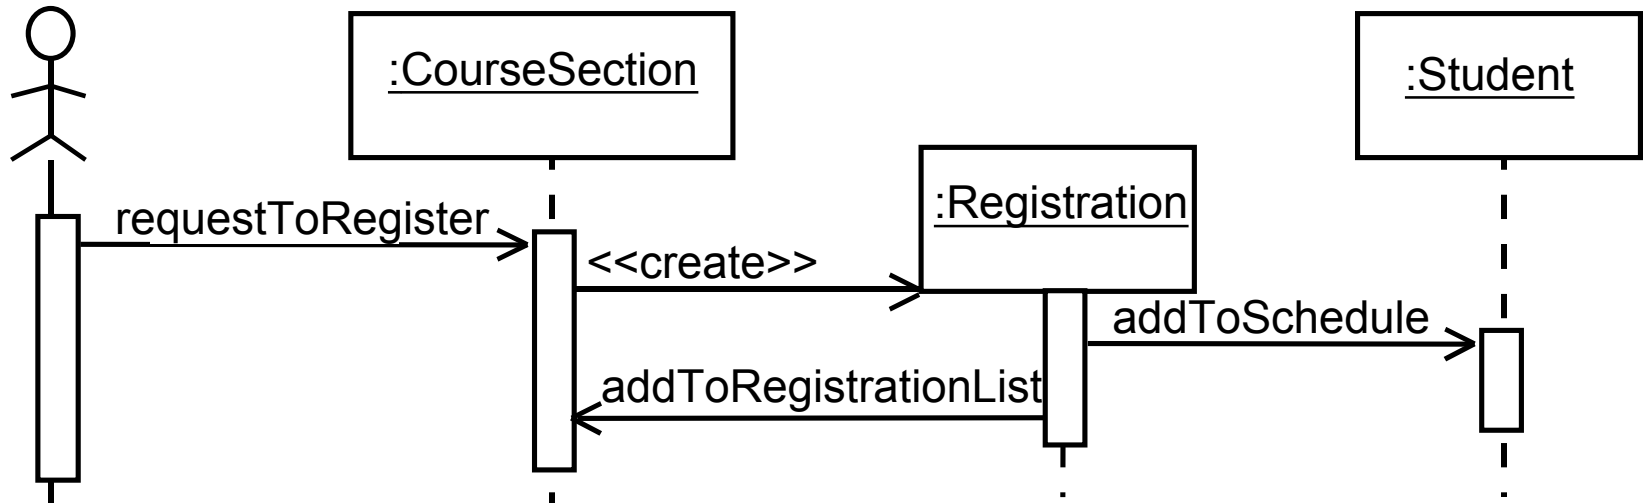 :CourseSection
:Student
:Registration
requestToRegister
<<create>>
addToSchedule
addToRegistrationList